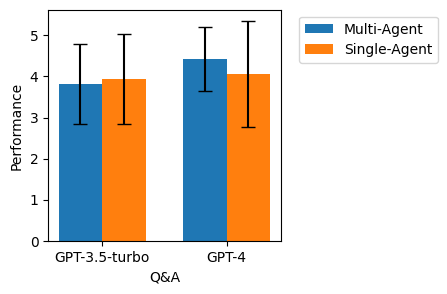 5
4
3
2
1
0
Performance
GPT-3.5-turbo
GPT-4
Q&A
Multi-Agent
Single-Agent